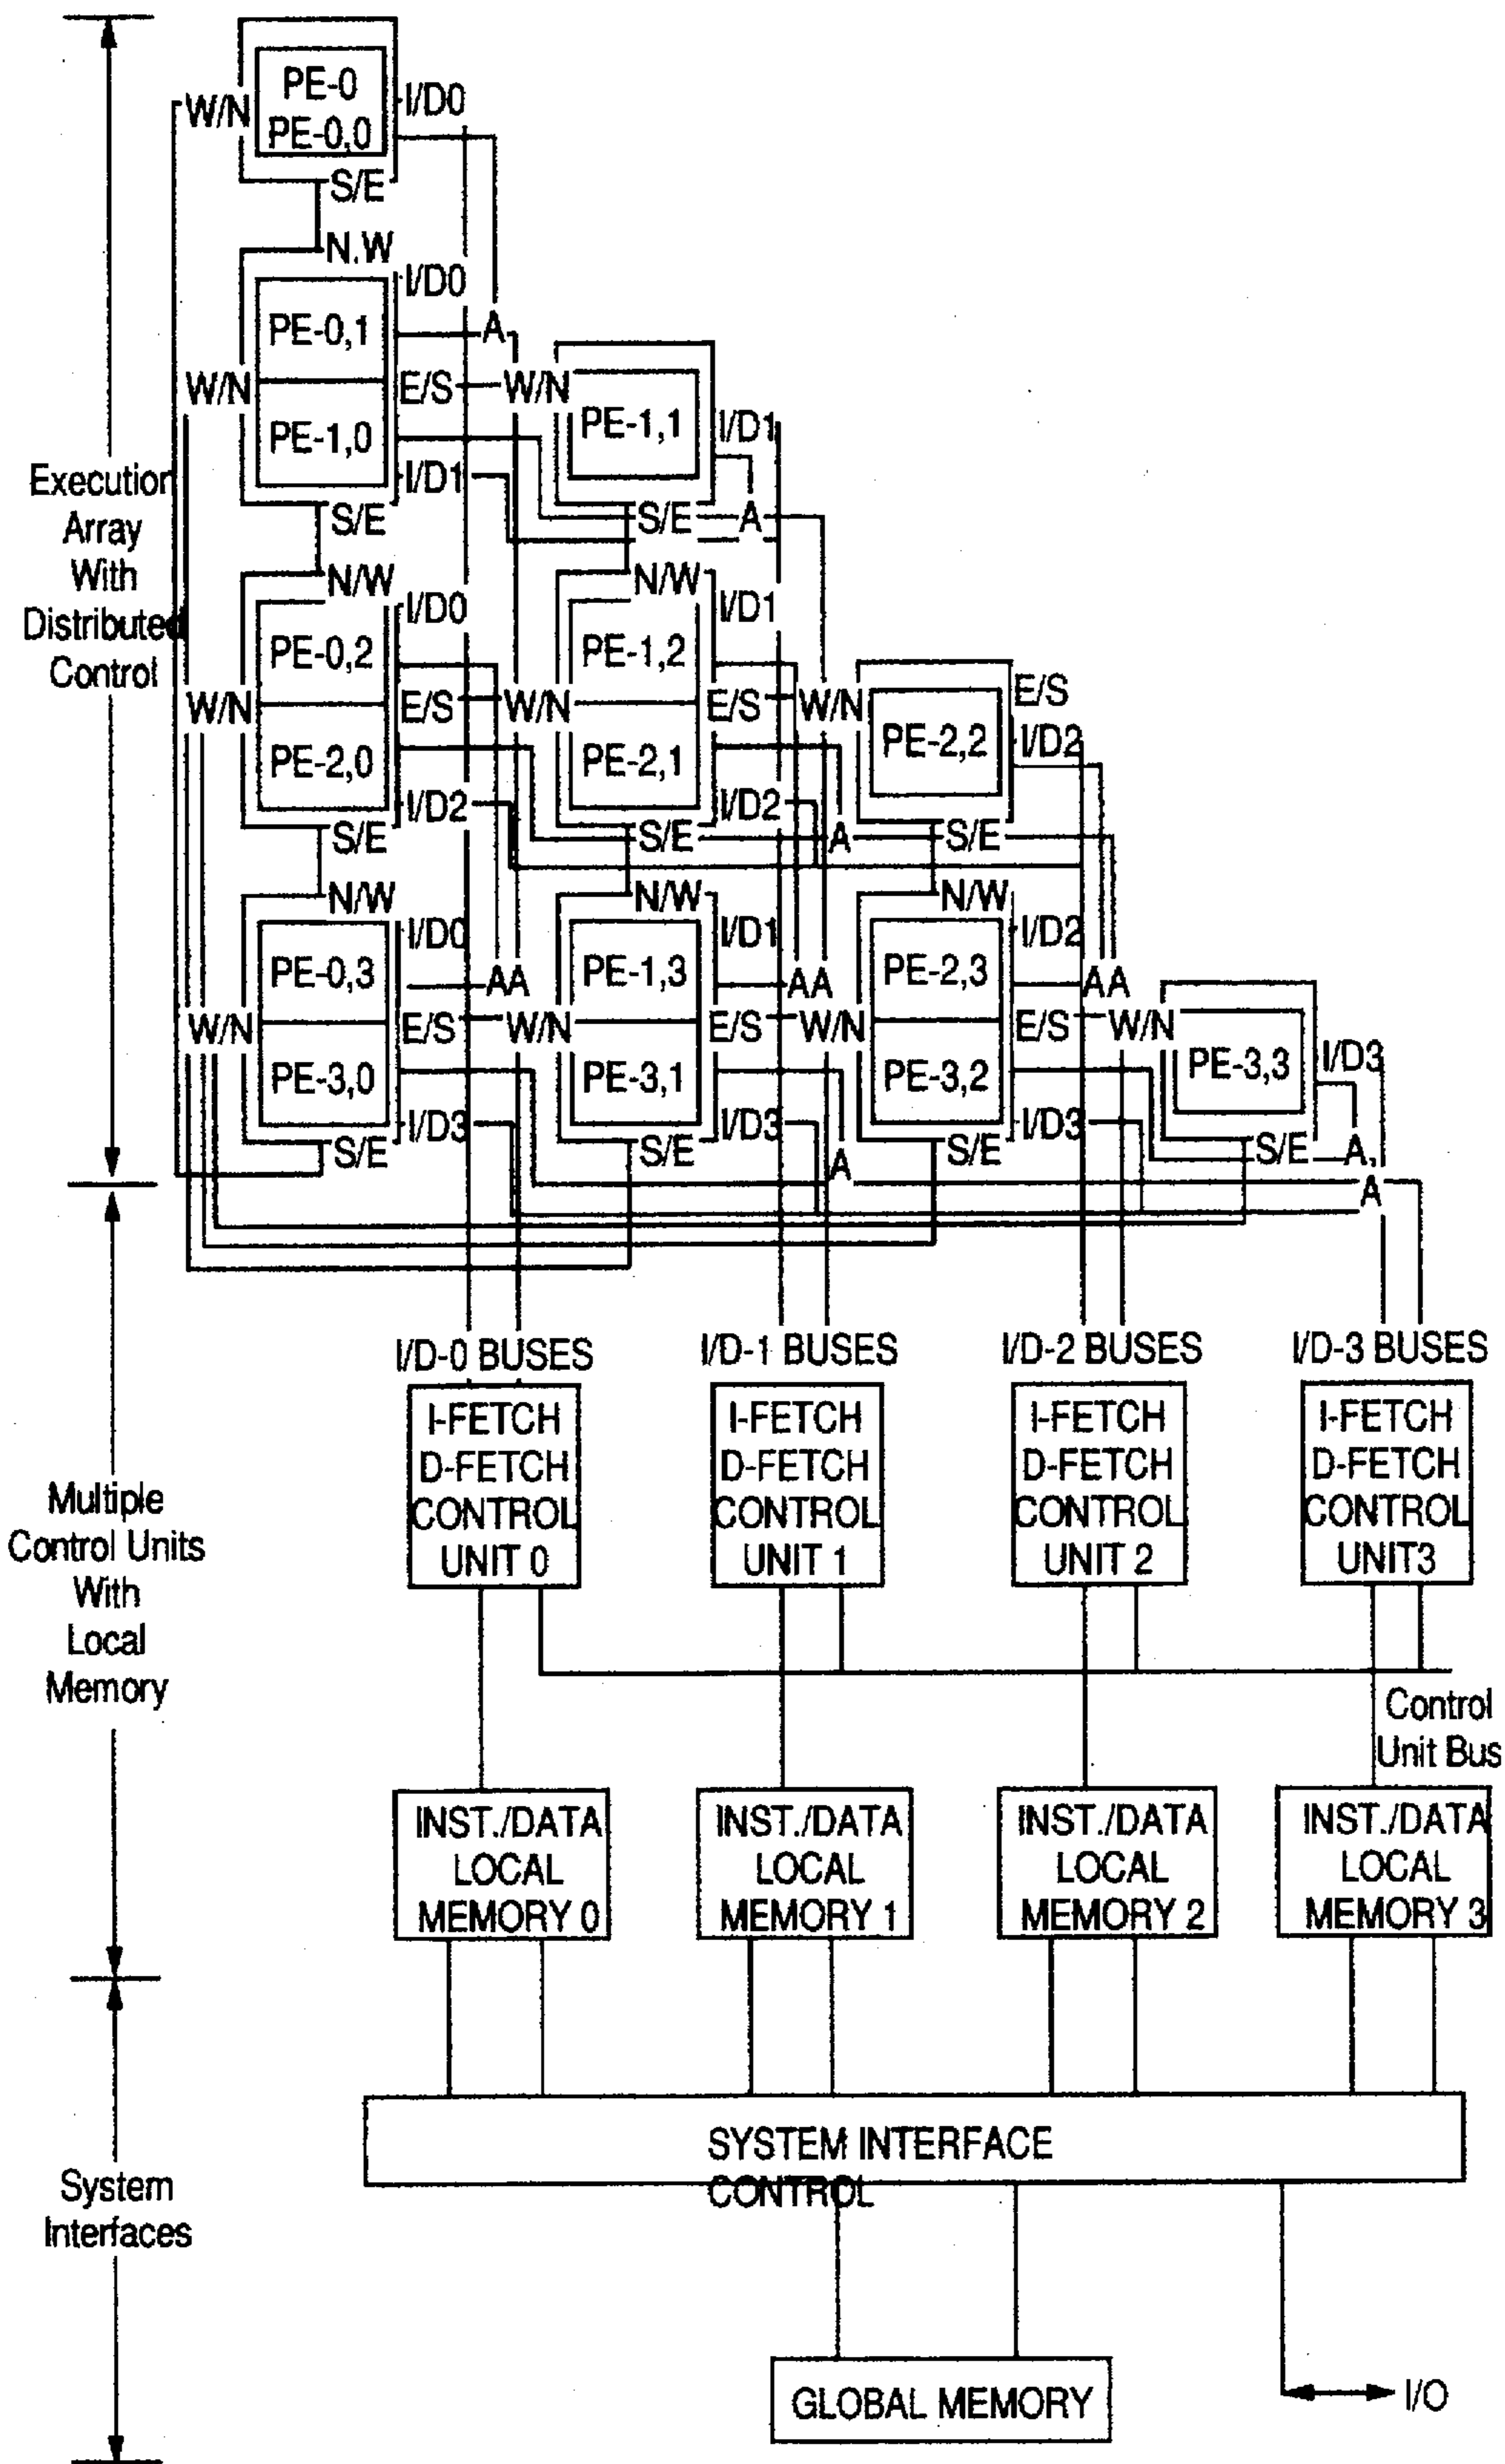 PE-0
W/N
I/D0
PE-0,0
S/E
N.W
I/D0
PE-0,1
A
W/N
E/S
W/N
PE-1,0
PE-1,1
I/D1
I/D1
S/E
S/E
A
Execution
Array
With
Distributed
Control
N/W
N/W
I/D0
I/D1
PE-0,2
PE-1,2
W/N
E/S
W/N
E/S
W/N
E/S
PE-2,0
PE-2,1
PE-2,2
I/D2
I/D2
I/D2
S/E
S/E
A
S/E
N/W
N/W
N/W
I/D0
I/D1
I/D2
PE-0,3
AA
PE-1,3
AA
PE-2,3
AA
W/N
E/S
W/N
E/S
W/N
E/S
W/N
PE-3,0
PE-3,1
PE-3,2
PE-3,3
I/D3
I/D3
I/D3
I/D3
S/E
S/E
A
S/E
S/E
A,
A
I/D-0 BUSES
I/D-1 BUSES
I/D-2 BUSES
I/D-3 BUSES
I-FETCH
D-FETCH
CONTROL
UNIT 0
I-FETCH
D-FETCH
CONTROL
UNIT 1
I-FETCH
D-FETCH
CONTROL
UNIT 2
I-FETCH
D-FETCH
CONTROL
UNIT3
Multiple
Control Units
With
Local
Memory
Control
Unit Bus
INST./DATA
LOCAL
MEMORY 0
INST./DATA
LOCAL
MEMORY 1
INST./DATA
LOCAL
MEMORY 2
INST./DATA
LOCAL
MEMORY 3
SYSTEM INTERFACE
CONTROL
System
Interfaces
GLOBAL MEMORY
I/O